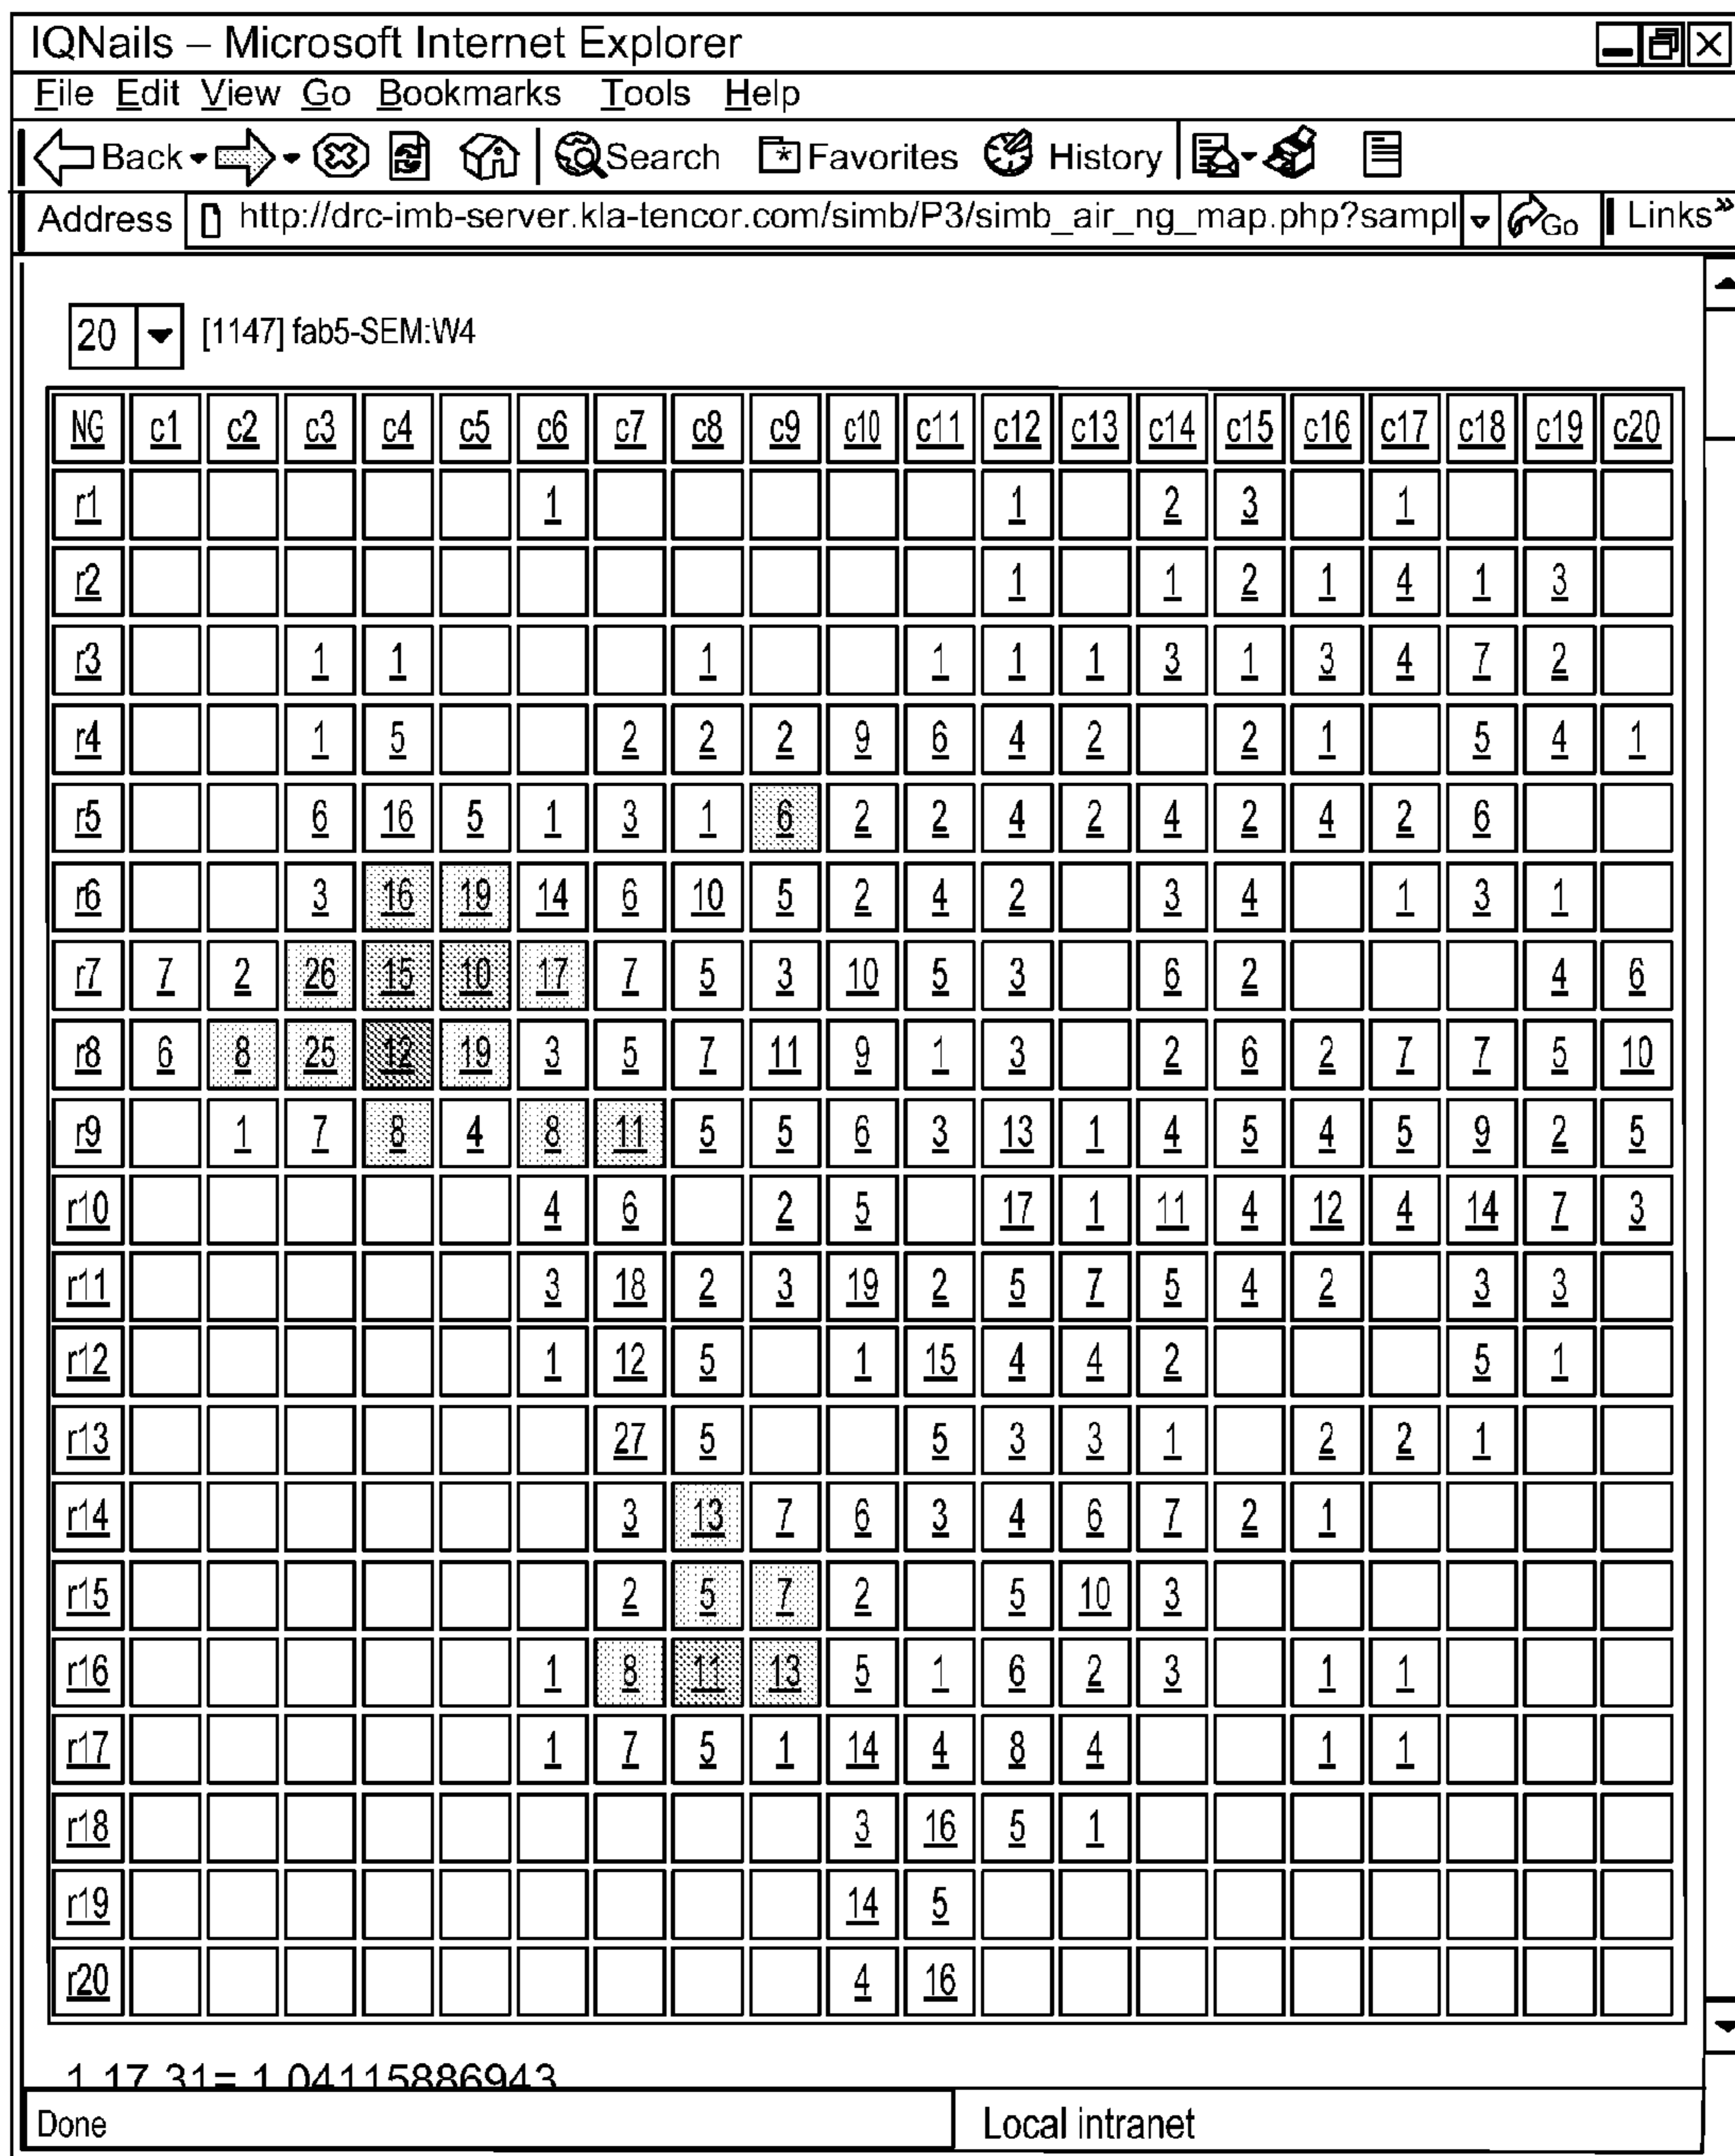 IQNails – Microsoft Internet Explorer
File Edit View Go Bookmarks Tools Help
Back Search Favorites History
Address http://drc-imb-server.kla-tencor.com/simb/P3/simb_air_ng_map.php?sampl Go Links»
20 [1147] fab5-SEM:W4
NG c1 c2 c3 c4 c5 c6 c7 c8 c9 c10 c11 c12 c13 c14 c15 c16 c17 c18 c19 c20
r1 1 1 2 3 1
r2 1 1 2 1 4 1 3
r3 1 1 1 1 1 1 3 1 3 4 7 2
r4 1 5 2 2 2 9 6 4 2 2 1 5 4 1
r5 6 16 5 1 3 1 6 2 2 4 2 4 2 4 2 6
r6 3 16 19 14 6 10 5 2 4 2 3 4 1 3 1
r7 7 2 26 15 10 17 7 5 3 10 5 3 6 2 4 6
r8 6 8 25 12 19 3 5 7 11 9 1 3 2 6 2 7 7 5 10
r9 1 7 8 4 8 11 5 5 6 3 13 1 4 5 4 5 9 2 5
r10 4 6 2 5 17 1 11 4 12 4 14 7 3
r11 3 18 2 3 19 2 5 7 5 4 2 3 3
r12 1 12 5 1 15 4 4 2 5 1
r13 27 5 5 3 3 1 2 2 1
r14 3 13 7 6 3 4 6 7 2 1
r15 2 5 7 2 5 10 3
r16 1 8 11 13 5 1 6 2 3 1 1
r17 1 7 5 1 14 4 8 4 1 1
r18 3 16 5 1
r19 14 5
r20 4 16
1 17 31= 1 04115886943
Done Local intranet